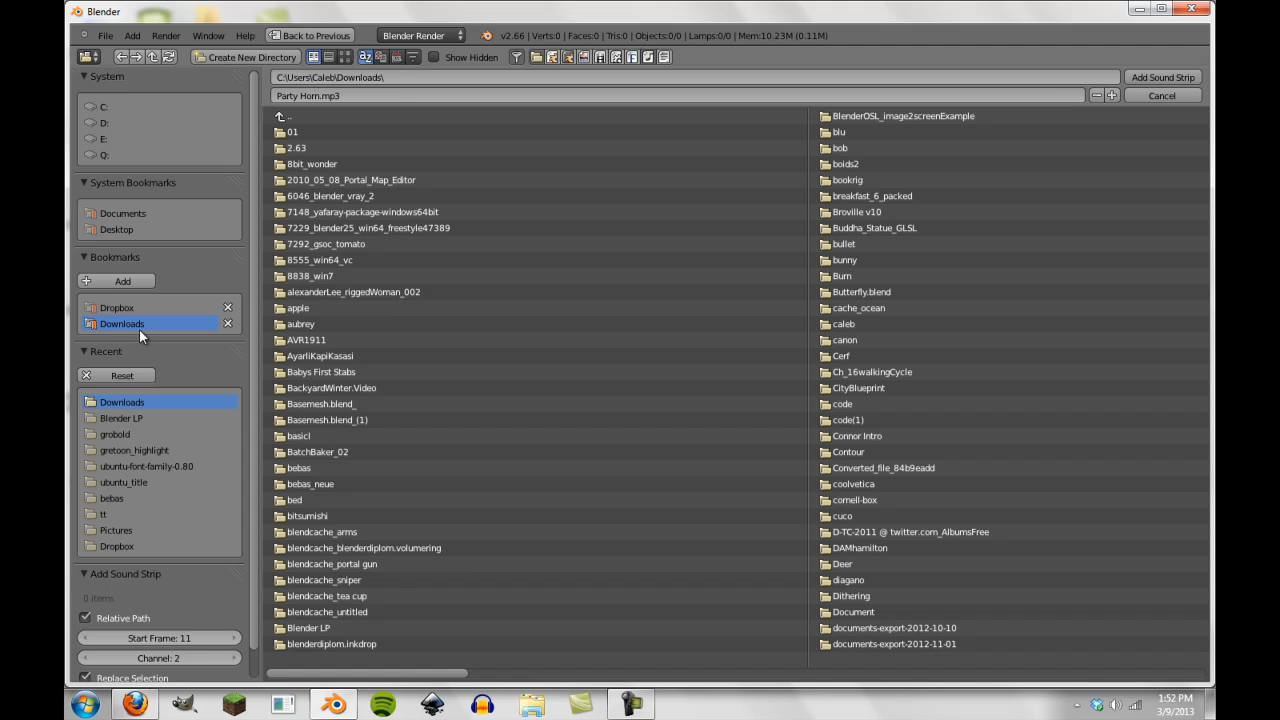 Blender
File Add Render Window Help Back to Previous Blender Render v2.66 | Verts:0 | Faces:0 | Tris:0 | Objects:0/0 | Lamps:0/0 | Mem:10.23M (0.11M)
Create New Directory Show Hidden
System
C:
D:
E:
Q:
System Bookmarks
Documents
Desktop
Bookmarks
Add
Dropbox
Downloads
Recent
Reset
Downloads
Blender LP
grobold
gretoon_highlight
ubuntu-font-family-0.80
ubuntu_title
bebas
tt
Pictures
Dropbox
Add Sound Strip
0 items
Relative Path
Start Frame: 11
Channel: 2
Replace Selection
C:\Users\Caleb\Downloads\ Add Sound Strip
Party Horn.mp3 Cancel
..
01
2.63
8bit_wonder
2010_05_08_Portal_Map_Editor
6046_blender_vray_2
7148_yafaray-package-windows64bit
7229_blender25_win64_freestyle47389
7292_gsoc_tomato
8555_win64_vc
8838_win7
alexanderLee_riggedWoman_002
apple
aubrey
AVR1911
AyarliKapiKasasi
Babys First Stabs
BackyardWinter.Video
Basemesh.blend_
Basemesh.blend_(1)
basicl
BatchBaker_02
bebas
bebas_neue
bed
bitsumishi
blendcache_arms
blendcache_blenderdiplom.volumering
blendcache_portal gun
blendcache_sniper
blendcache_tea cup
blendcache_untitled
Blender LP
blenderdiplom.inkdrop
BlenderOSL_image2screenExample
blu
bob
boids2
bookrig
breakfast_6_packed
Broville v10
Buddha_Statue_GLSL
bullet
bunny
Burn
Butterfly.blend
cache_ocean
caleb
canon
Cerf
Ch_16walkingCycle
CityBlueprint
code
code(1)
Connor Intro
Contour
Converted_file_84b9eadd
coolvetica
cornell-box
cuco
D-TC-2011 @ twitter.com_AlbumsFree
DAMhamilton
Deer
diagano
Dithering
Document
documents-export-2012-10-10
documents-export-2012-11-01
1:52 PM
3/9/2013